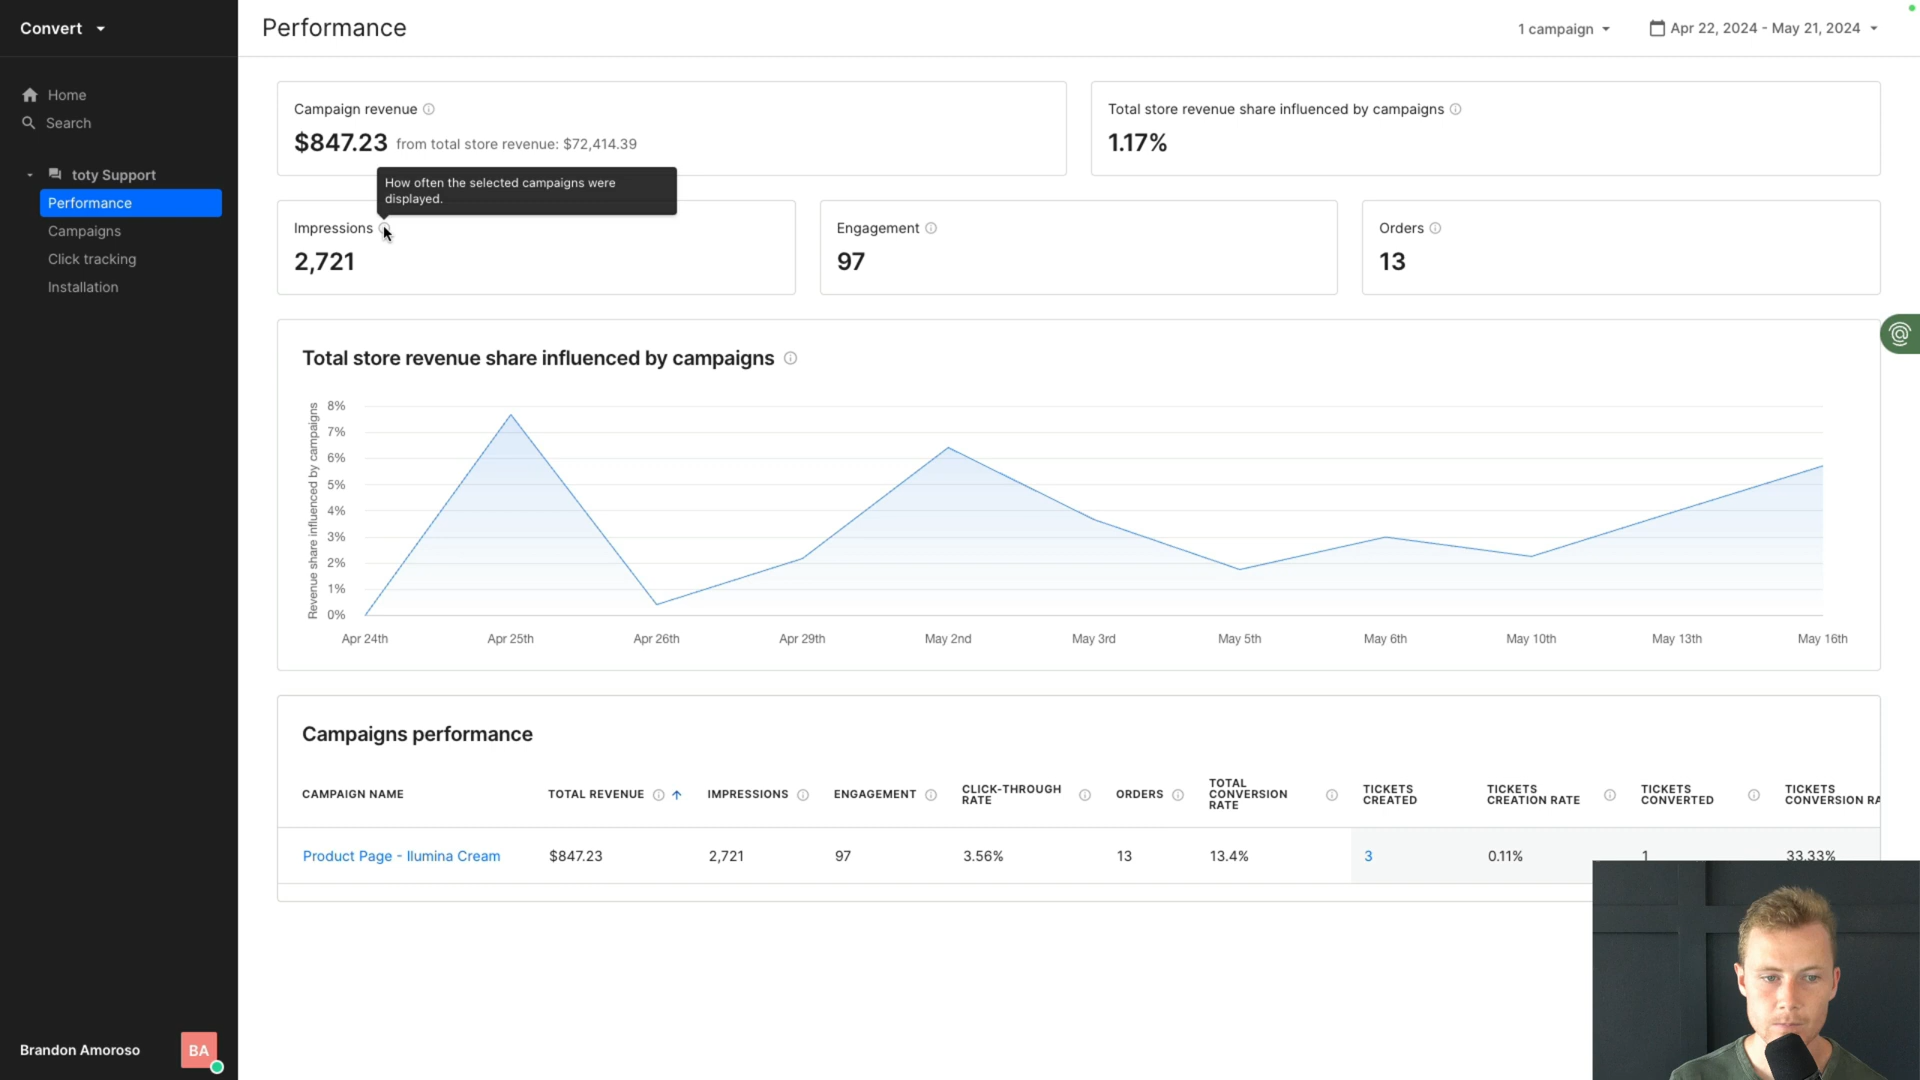 Convert
Performance
1 campaign
Apr 22, 2024 - May 21, 2024
Home
Search
toty Support
Performance
Campaigns
Click tracking
Installation
Campaign revenue
$847.23 from total store revenue: $72,414.39
Total store revenue share influenced by campaigns
1.17%
How often the selected campaigns were
displayed.
Impressions
2,721
Engagement
97
Orders
13
Total store revenue share influenced by campaigns
Revenue share influenced by campaigns
8%
7%
6%
5%
4%
3%
2%
1%
0%
Apr 24th Apr 25th Apr 26th Apr 29th May 2nd May 3rd May 5th May 6th May 10th May 13th May 16th
Campaigns performance
CAMPAIGN NAME
TOTAL REVENUE
IMPRESSIONS
ENGAGEMENT
CLICK-THROUGH
RATE
ORDERS
TOTAL
CONVERSION
RATE
TICKETS
CREATED
TICKETS
CREATION RATE
TICKETS
CONVERTED
TICKETS
CONVERSION RA
Product Page - Ilumina Cream $847.23 2,721 97 3.56% 13 13.4% 3 0.11% 1 33.33%
Brandon Amoroso
BA